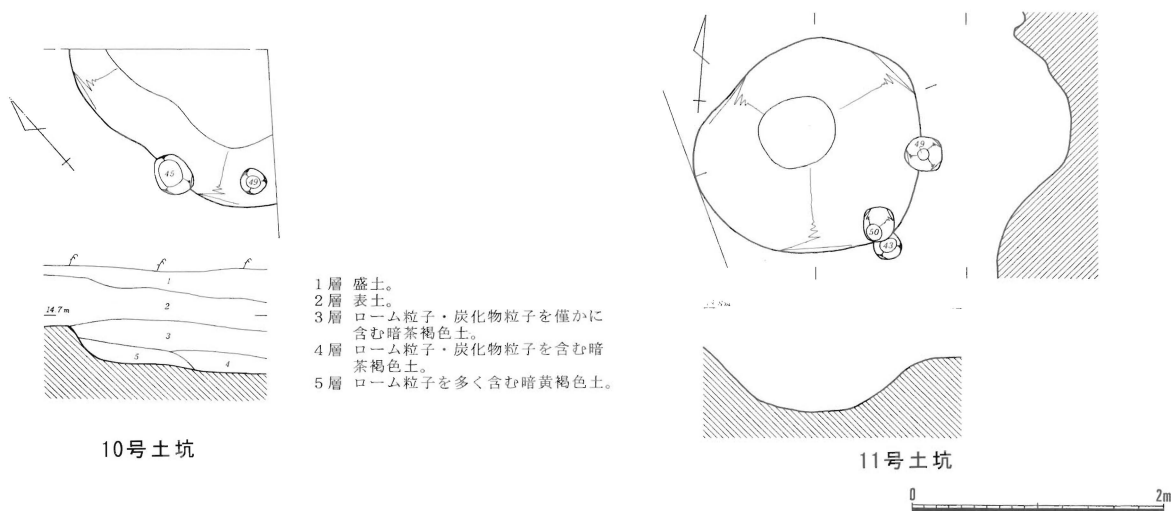 45
49
1
2
14.7m
3
5
4
1層 盛土。
2層 表土。
3層 ローム粒子・炭化物粒子を僅かに
含む暗茶褐色土。
4層 ローム粒子・炭化物粒子を含む暗
茶褐色土。
5層 ローム粒子を多く含む暗黄褐色土。
10号土坑
49
50
43
11号土坑
0
2m